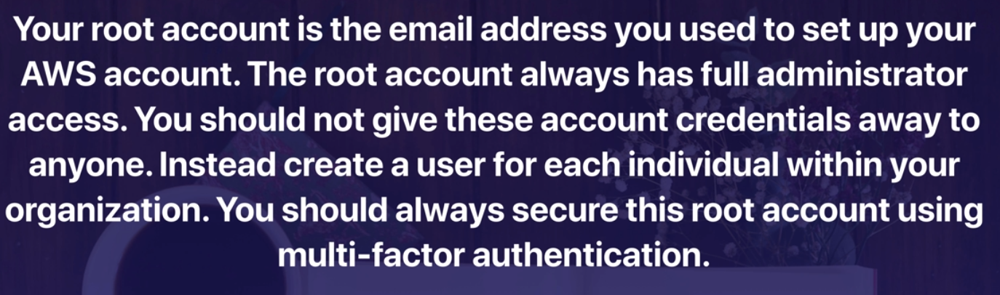 Your root account is the email address you used to set up your
AWS account. The root account always has full administrator
access. You should not give these account credentials away to
anyone. Instead create a user for each individual within your
organization. You should always secure this root account using
multi-factor authentication.